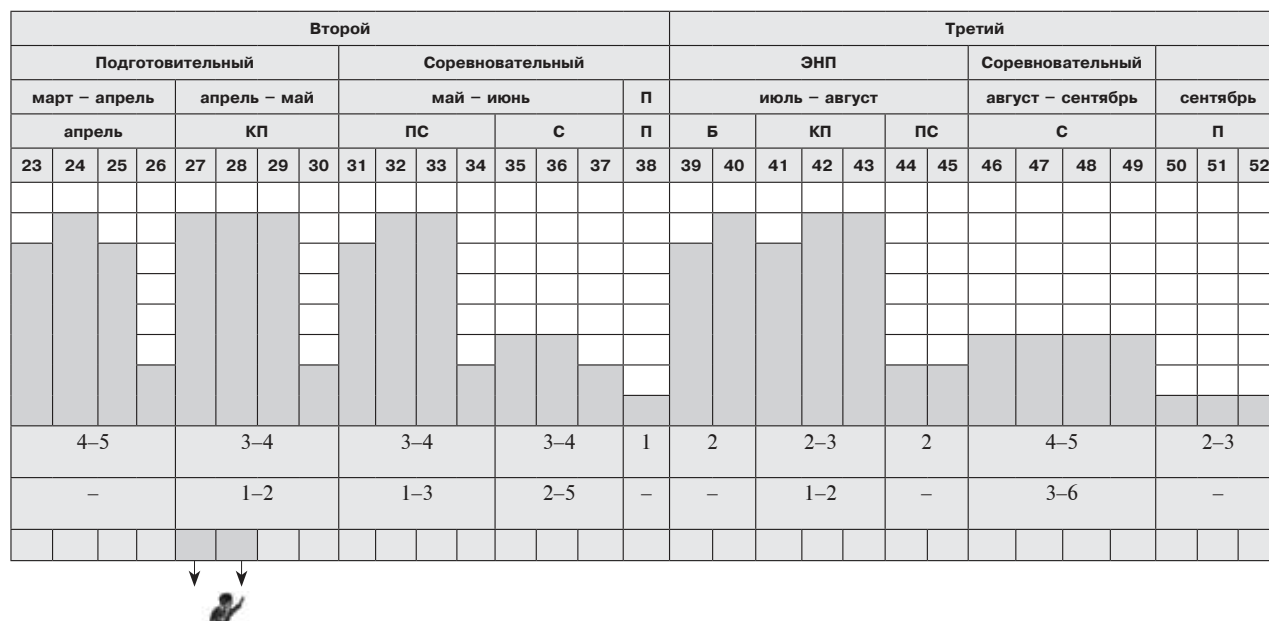 Второй Третий
Подготовительный Соревновательный ЭНП Соревновательный
март – апрель апрель – май май – июнь П июль – август август – сентябрь сентябрь
апрель КП ПС С П Б КП ПС С П
23 24 25 26 27 28 29 30 31 32 33 34 35 36 37 38 39 40 41 42 43 44 45 46 47 48 49 50 51 52
4–5 3–4 3–4 3–4 1 2 2–3 2 4–5 2–3
– 1–2 1–3 2–5 – – 1–2 – 3–6 –